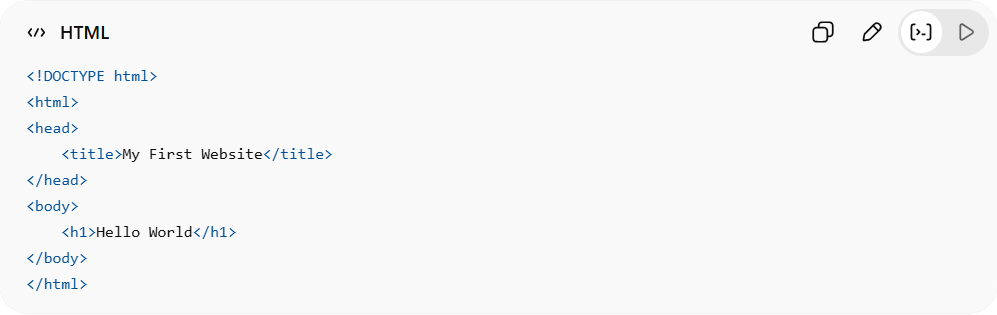 HTML
<!DOCTYPE html>
<html>
<head>
    <title>My First Website</title>
</head>
<body>
    <h1>Hello World</h1>
</body>
</html>